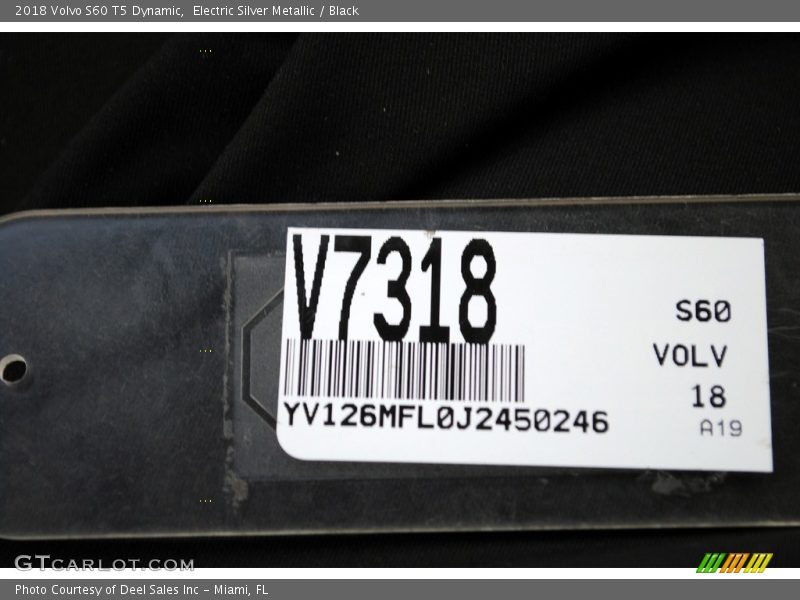 2018 Volvo S60 T5 Dynamic,  Electric Silver Metallic / Black
V7318
S60
VOLV
YV126MFL0J2450246
18
A19
GTCARLOT.COM
Photo Courtesy of Deel Sales Inc – Miami, FL